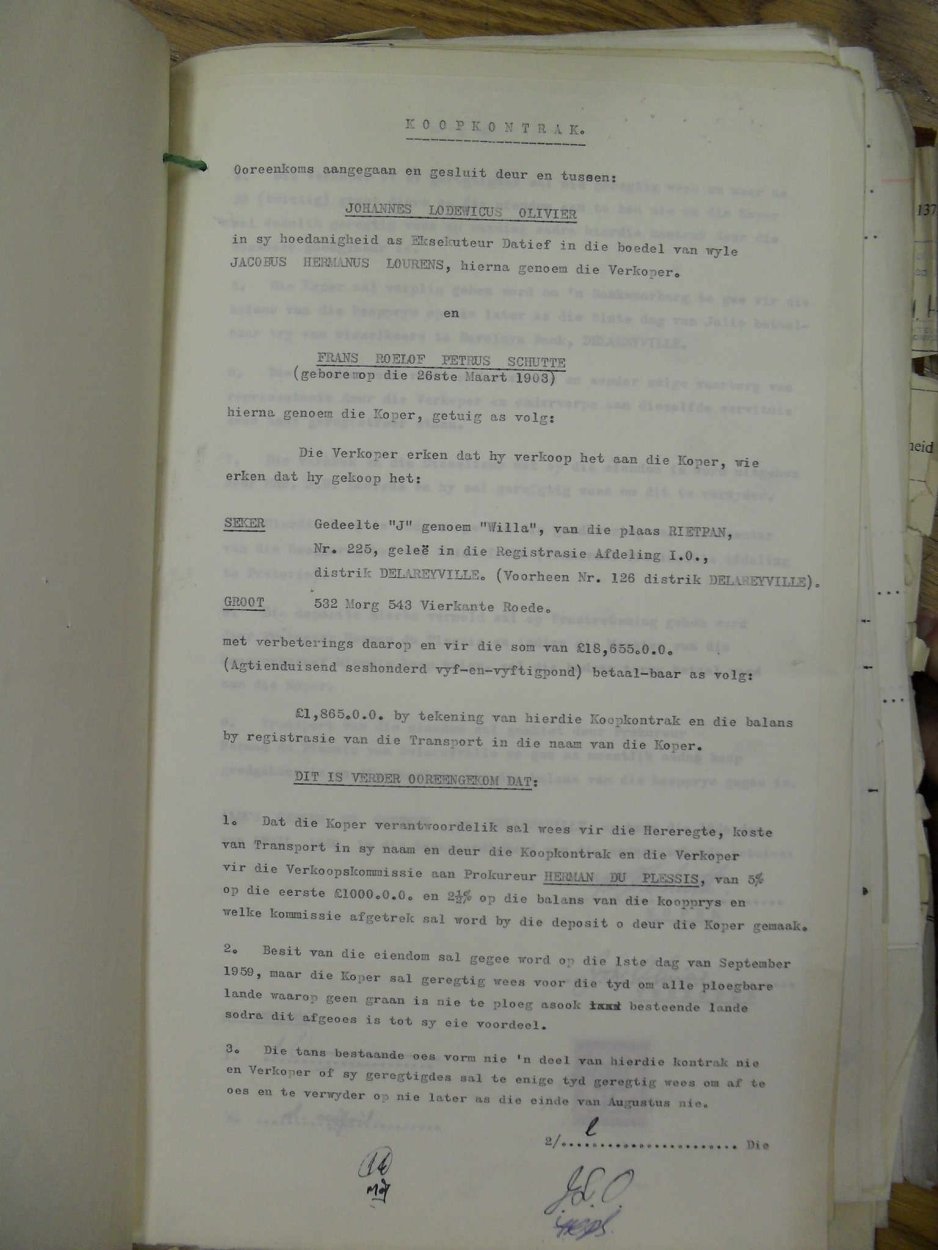 KOOPKONTRAK.
Ooreenkoms aangegaan en gesluit deur en tussen:
JOHANNES LODEWICUS OLIVIER
in sy hoedanigheid as Eksekuteur Datief in die boedel van wyle
JACOBUS HERMANUS LOURENS, hierna genoem die Verkoper.
en
FRANS ROELOF PETRUS SCHUTTE
(gebore op die 26ste Maart 1903)
hierna genoem die Koper, getuig as volg:
Die Verkoper erken dat hy verkoop het aan die Koper, wie
erken dat hy gekoop het:
SEKER Gedeelte "J" genoem "Willa", van die plaas RIETPAN,
Nr. 225, geleë in die Registrasie Afdeling I.O.,
distrik DELAREYVILLE. (Voorheen Nr. 126 distrik DELAREYVILLE).
GROOT 532 Morg 543 Vierkante Roede.
met verbeterings daarop en vir die som van £18,655.0.0.
(Agtienduisend seshonderd vyf-en-vyftigpond) betaal-baar as volg:
£1,865.0.0. by tekening van hierdie Koopkontrak en die balans
by registrasie van die Transport in die naam van die Koper.
DIT IS VERDER OOREENGEKOM DAT:
1. Dat die Koper verantwoordelik sal wees vir die Hereregte, koste
van Transport in sy naam en deur die Koopkontrak en die Verkoper
vir die Verkoopskommissie aan Prokureur HERMAN DU PLESSIS, van 5%
op die eerste £1000.0.0. en 2½% op die balans van die koopprys en
welke kommissie afgetrek sal word by die deposit o deur die Koper gemaak.
2. Besit van die eiendom sal gegee word op die 1ste dag van September
1959, maar die Koper sal geregtig wees voor die tyd om alle ploegbare
lande waarop geen graan is nie te ploeg asook besteende lande
sodra dit afgeoes is tot sy eie voordeel.
3. Die tans bestaande oes vorm nie 'n deel van hierdie kontrak nie
en Verkoper of sy geregtigdes sal te enige tyd geregtig wees om af te
oes en te verwyder op nie later as die einde van Augustus nie.
2/........................ Die
J.L.O.
137
heid